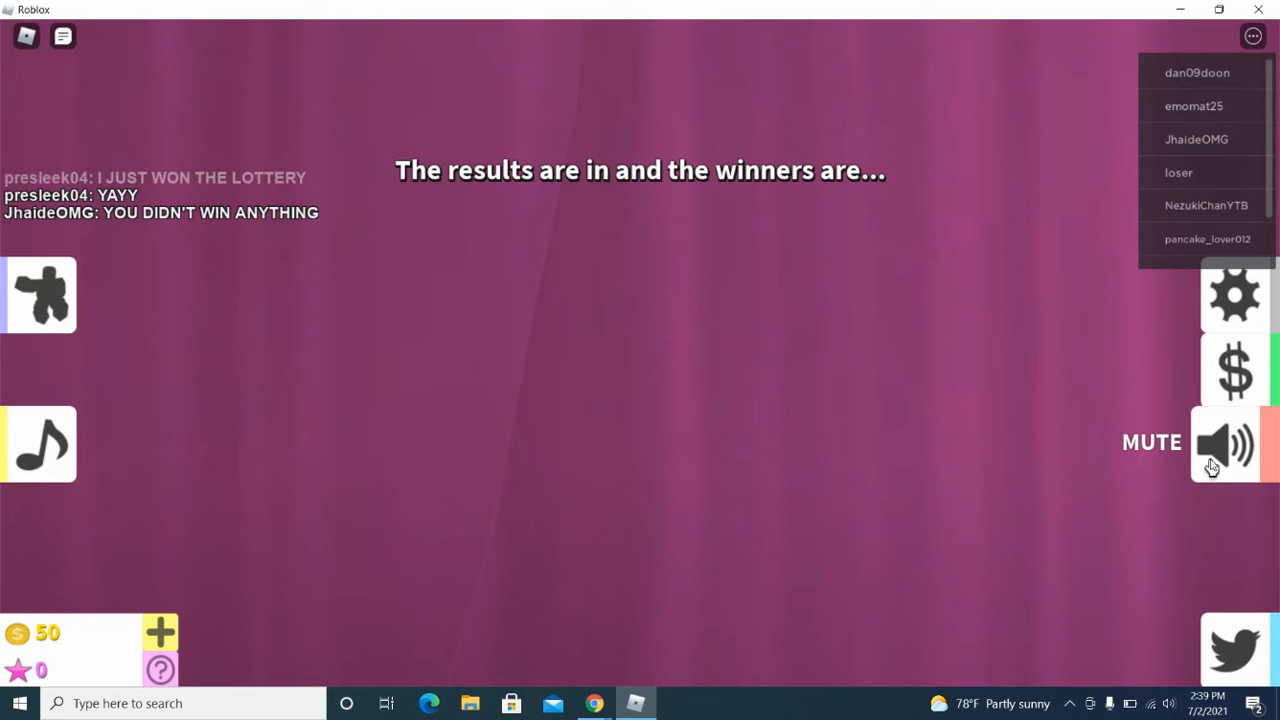 Roblox
dan09doon
emomat25
JhaideOMG
loser
NezukiChanYTB
pancake_lover012
The results are in and the winners are...
presleek04: I JUST WON THE LOTTERY
presleek04: YAYY
JhaideOMG: YOU DIDN'T WIN ANYTHING
MUTE
50
0
Type here to search
78°F Partly sunny
2:39 PM
7/2/2021
2